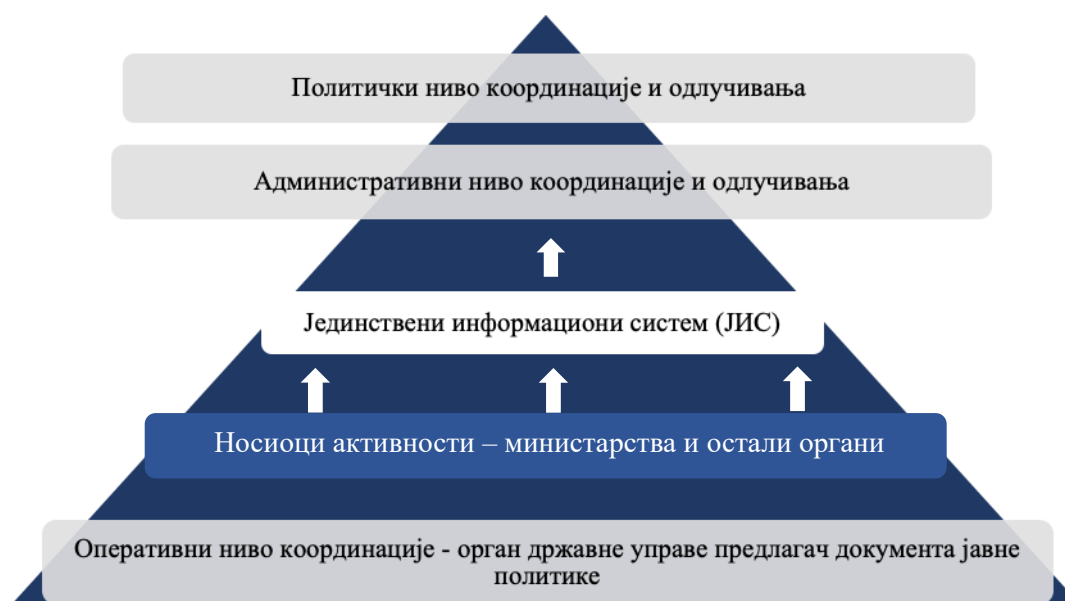 Политички ниво координације и одлучивања
Административни ниво координације и одлучивања
Јединствени информациони систем (ЈИС)
Носиоци активности – министарства и остали органи
Оперативни ниво координације - орган државне управе предлагач документа јавне
политике